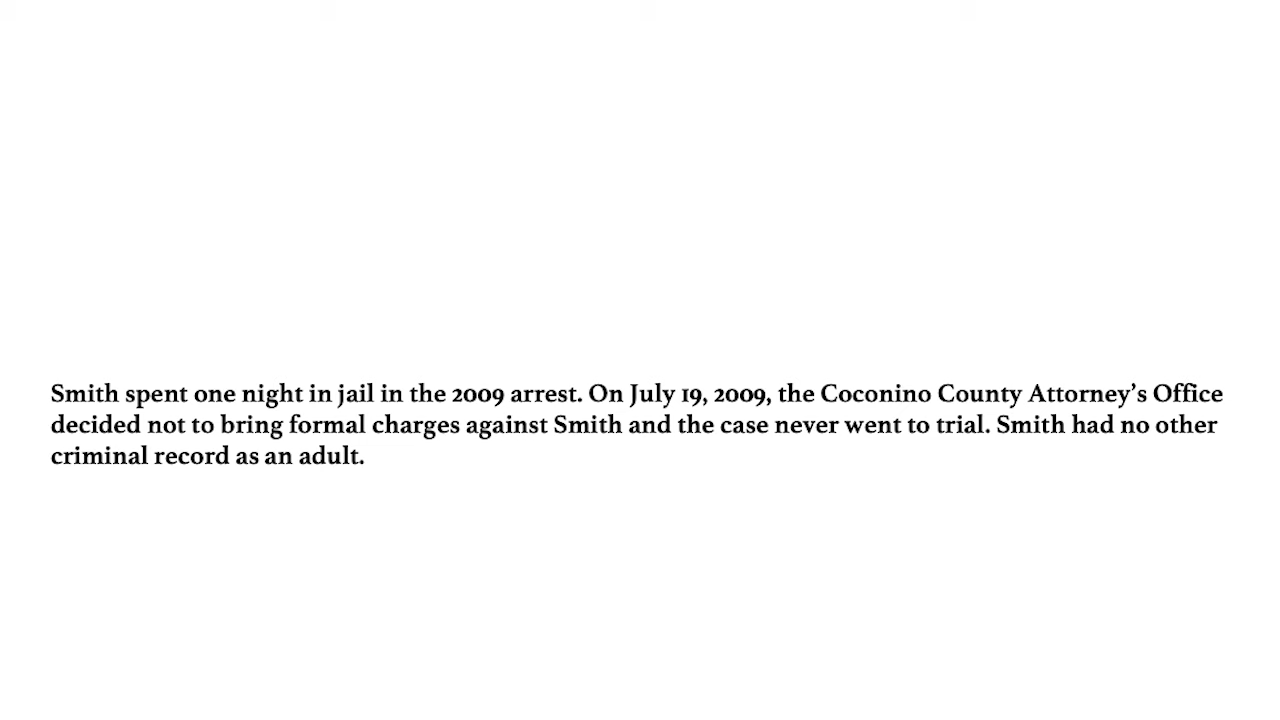 Smith spent one night in jail in the 2009 arrest. On July 19, 2009, the Coconino County Attorney’s Office
decided not to bring formal charges against Smith and the case never went to trial. Smith had no other
criminal record as an adult.